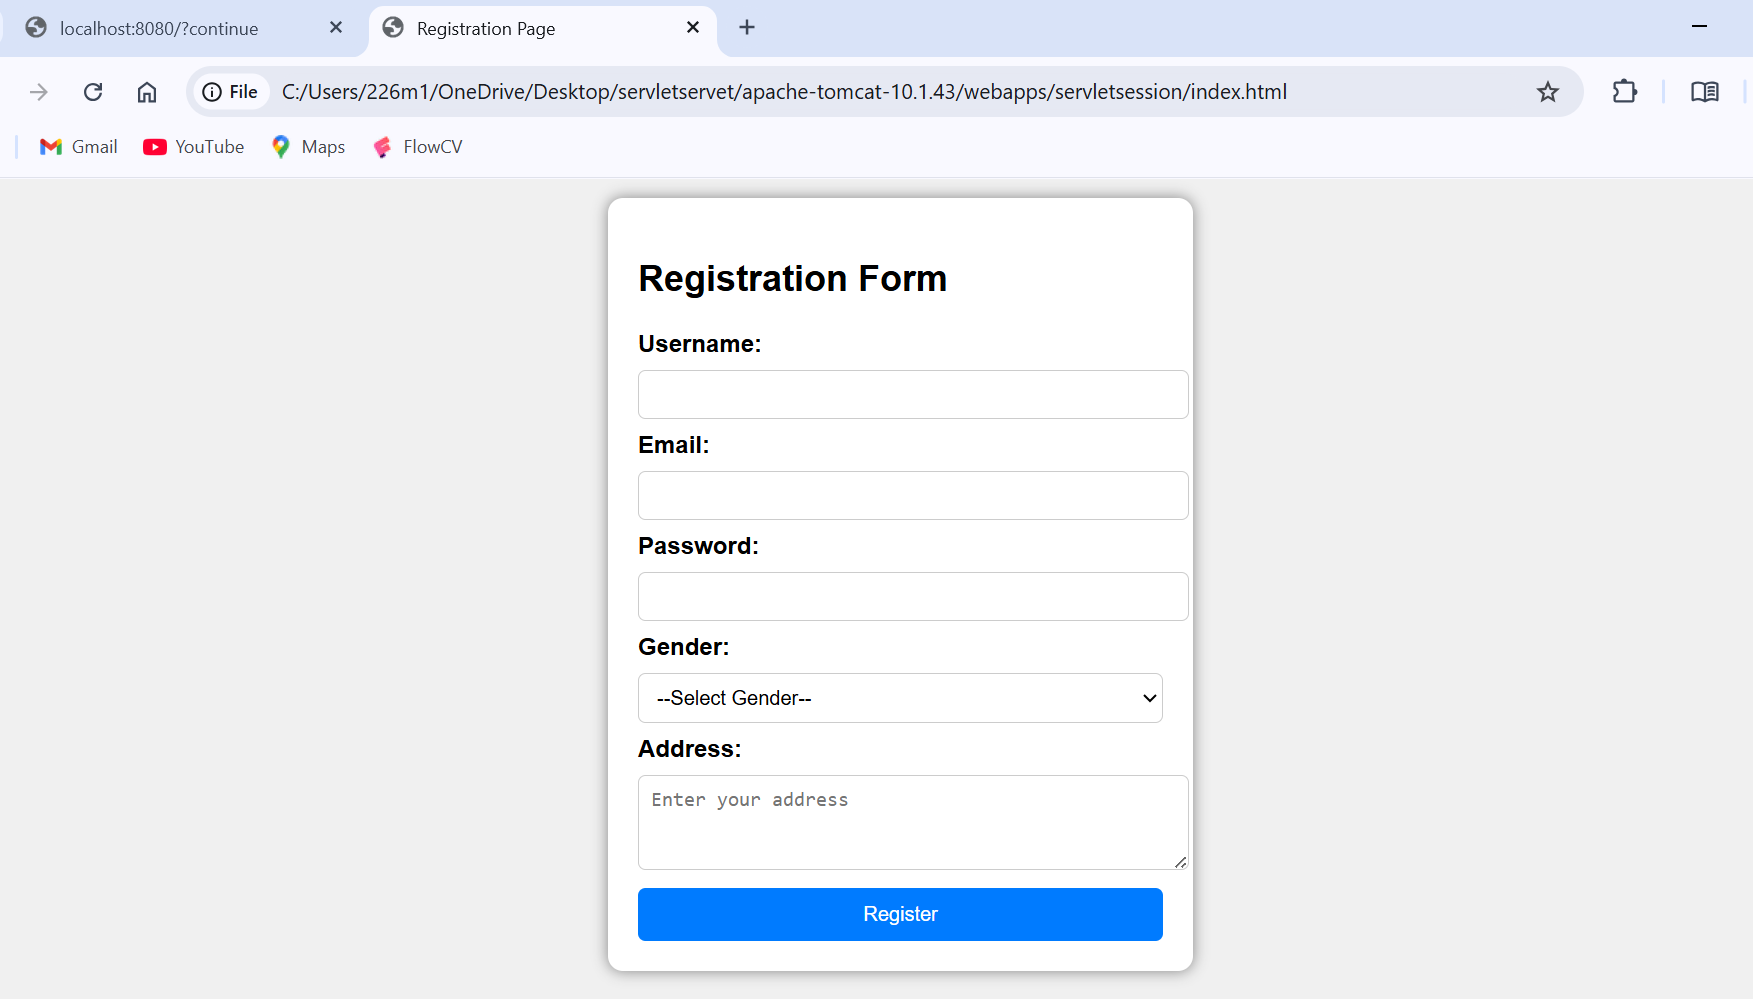 localhost:8080/?continue
Registration Page
File
C:/Users/226m1/OneDrive/Desktop/servletservet/apache-tomcat-10.1.43/webapps/servletsession/index.html
Gmail
YouTube
Maps
FlowCV
Registration Form
Username:
Email:
Password:
Gender:
--Select Gender--
Address:
Enter your address
Register